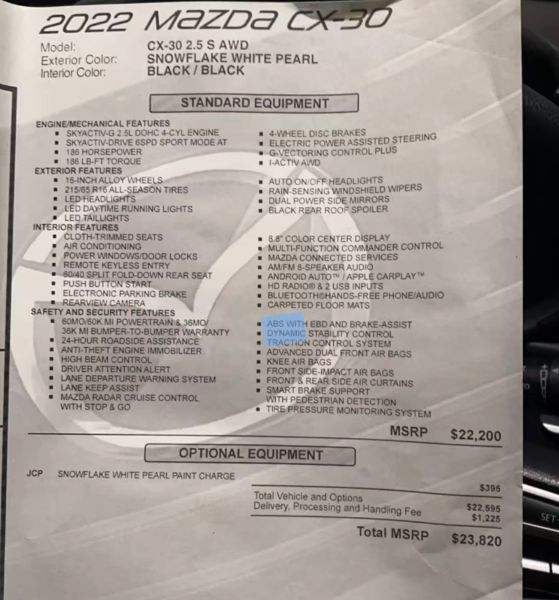 2022 MAZDA CX-30
Model: CX-30 2.5 S AWD
Exterior Color: SNOWFLAKE WHITE PEARL
Interior Color: BLACK / BLACK
STANDARD EQUIPMENT
ENGINE/MECHANICAL FEATURES
▪ SKYACTIV-G 2.5L DOHC 4-CYL ENGINE
▪ SKYACTIV-DRIVE 6SPD SPORT MODE AT
▪ 186 HORSEPOWER
▪ 186 LB-FT TORQUE
▪ 4-WHEEL DISC BRAKES
▪ ELECTRIC POWER ASSISTED STEERING
▪ G-VECTORING CONTROL PLUS
▪ I-ACTIV AWD
EXTERIOR FEATURES
▪ 16-INCH ALLOY WHEELS
▪ 215/65 R16 ALL-SEASON TIRES
▪ LED HEADLIGHTS
▪ LED DAYTIME RUNNING LIGHTS
▪ LED TAILLIGHTS
▪ AUTO ON/OFF HEADLIGHTS
▪ RAIN-SENSING WINDSHIELD WIPERS
▪ DUAL POWER SIDE MIRRORS
▪ BLACK REAR ROOF SPOILER
INTERIOR FEATURES
▪ CLOTH-TRIMMED SEATS
▪ AIR CONDITIONING
▪ POWER WINDOWS/DOOR LOCKS
▪ REMOTE KEYLESS ENTRY
▪ 60/40 SPLIT FOLD-DOWN REAR SEAT
▪ PUSH BUTTON START
▪ ELECTRONIC PARKING BRAKE
▪ REARVIEW CAMERA
▪ 8.8" COLOR CENTER DISPLAY
▪ MULTI-FUNCTION COMMANDER CONTROL
▪ MAZDA CONNECTED SERVICES
▪ AM/FM 8-SPEAKER AUDIO
▪ ANDROID AUTO™/APPLE CARPLAY™
▪ HD RADIO® & 2 USB INPUTS
▪ BLUETOOTH®HANDS-FREE PHONE/AUDIO
▪ CARPETED FLOOR MATS
SAFETY AND SECURITY FEATURES
▪ 60MO/60K MI POWERTRAIN & 36MO/
36K MI BUMPER-TO-BUMPER WARRANTY
▪ 24-HOUR ROADSIDE ASSISTANCE
▪ ANTI-THEFT ENGINE IMMOBILIZER
▪ HIGH BEAM CONTROL
▪ DRIVER ATTENTION ALERT
▪ LANE DEPARTURE WARNING SYSTEM
▪ LANE KEEP ASSIST
▪ MAZDA RADAR CRUISE CONTROL
WITH STOP & GO
▪ ABS WITH EBD AND BRAKE-ASSIST
DYNAMIC STABILITY CONTROL
TRACTION CONTROL SYSTEM
▪ ADVANCED DUAL FRONT AIR BAGS
▪ KNEE AIR BAGS
▪ FRONT SIDE-IMPACT AIR BAGS
▪ FRONT & REAR SIDE AIR CURTAINS
▪ SMART BRAKE SUPPORT
WITH PEDESTRIAN DETECTION
▪ TIRE PRESSURE MONITORING SYSTEM
MSRP $22,200
OPTIONAL EQUIPMENT
JCP SNOWFLAKE WHITE PEARL PAINT CHARGE
$395
Total Vehicle and Options $22,595
Delivery, Processing and Handling Fee $1,225
Total MSRP $23,820
SET